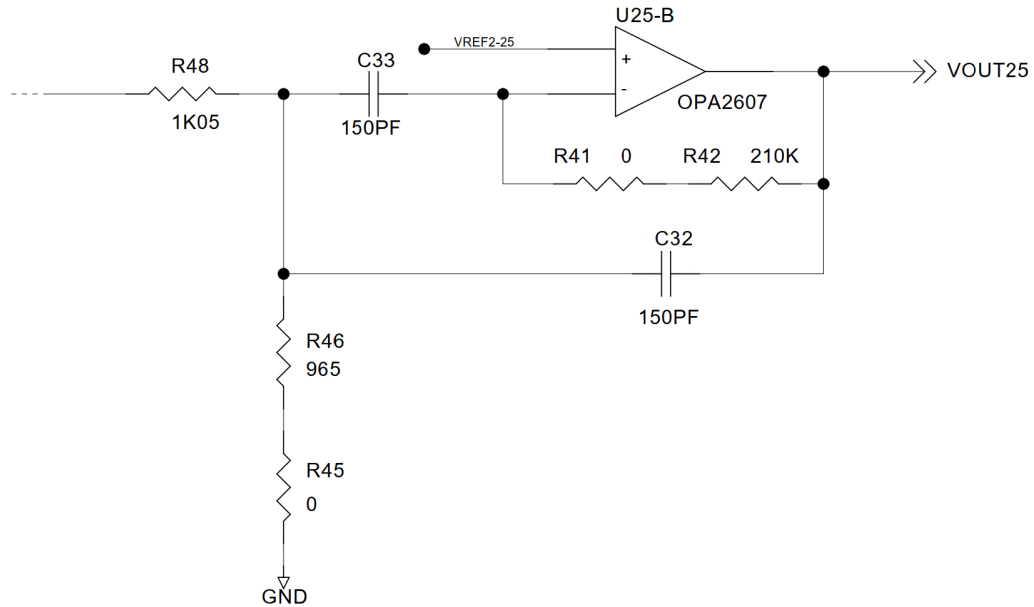 U25-B
VREF2-25
+
-
OPA2607
VOUT25
R48
1K05
C33
150PF
R41 0 R42 210K
C32
150PF
R46
965
R45
0
GND